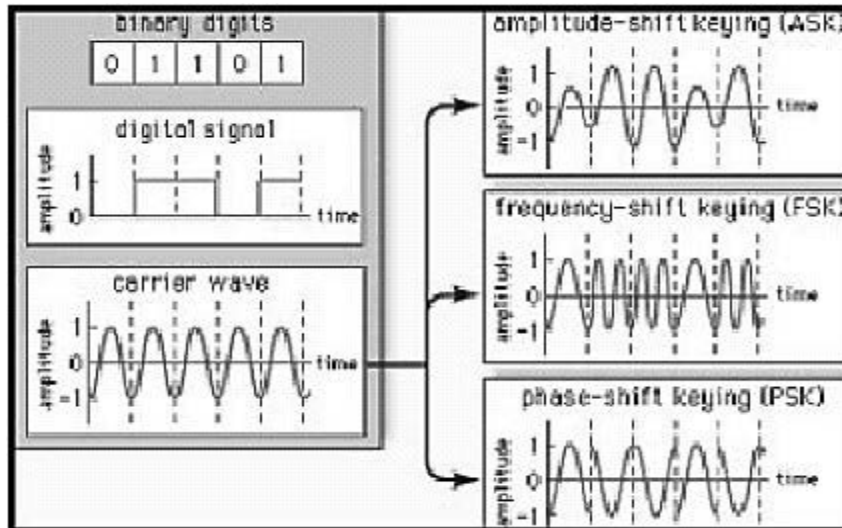 binary digits
0 1 1 0 1
digital signal
amplitude
1
0
time
carrier wave
amplitude
1
0
-1
time
amplitude-shift keying (ASK)
amplitude
1
0
-1
time
frequency-shift keying (FSK)
amplitude
1
0
-1
time
phase-shift keying (PSK)
amplitude
1
0
-1
time